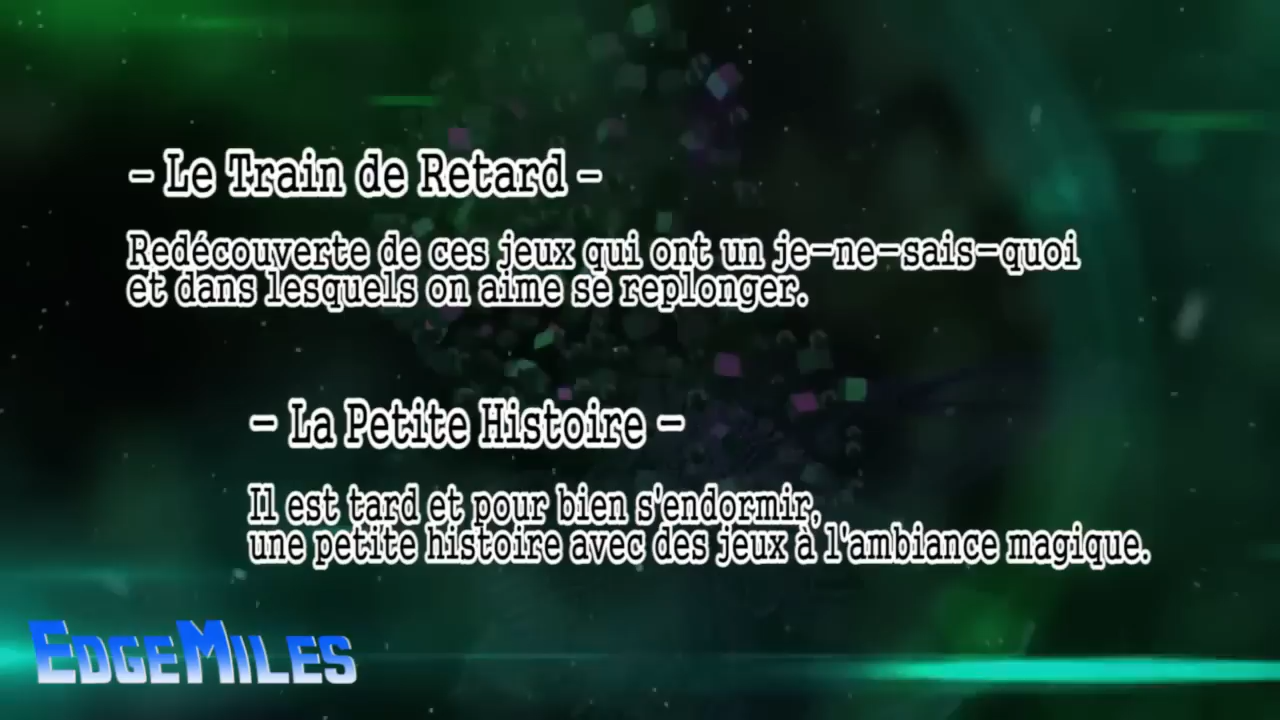 – Le Train de Retard –
Redécouverte de ces jeux qui ont un je-ne-sais-quoi
et dans lesquels on aime se replonger.
– La Petite Histoire –
Il est tard et pour bien s'endormir,
une petite histoire avec des jeux à l'ambiance magique.
EDGEMILES